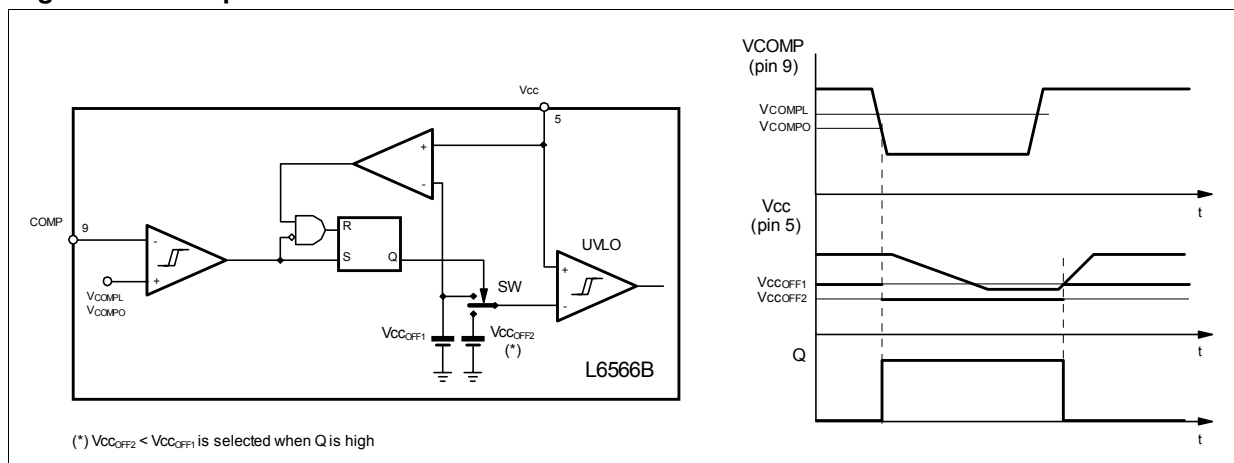 Vcc
5
COMP
9
+
-
-
+
VCOMPL
VCOMPO
R
S
Q
SW
UVLO
+
-
VccOFF1
VccOFF2
(*)
L6566B
(*) VccOFF2 < VccOFF1 is selected when Q is high
VCOMP
(pin 9)
VCOMPL
VCOMPO
t
Vcc
(pin 5)
VccOFF1
VccOFF2
t
Q
t